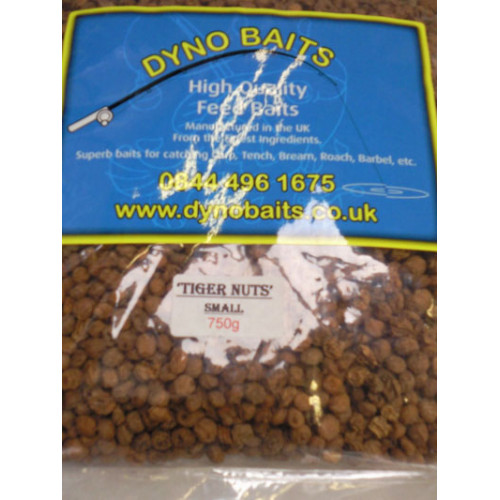 DYNO BAITS
High Quality
Feed Baits
Manufactured in the UK
From the Finest Ingredients.
Superb baits for catching Carp, Tench, Bream, Roach, Barbel, etc.
0844 496 1675
www.dynobaits.co.uk
'TIGER NUTS'
SMALL
750g